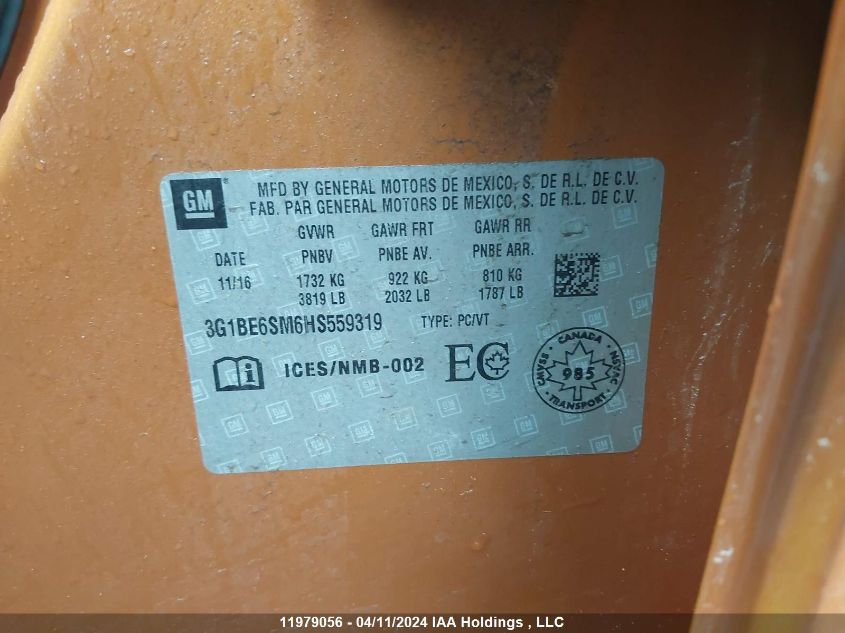 GM
MFD BY GENERAL MOTORS DE MEXICO, S. DE R.L. DE C.V.
FAB. PAR GENERAL MOTORS DE MEXICO, S. DE R.L. DE C.V.
GVWR GAWR FRT GAWR RR
DATE PNBV PNBE AV. PNBE ARR.
11/16 1732 KG 922 KG 810 KG
3819 LB 2032 LB 1787 LB
3G1BE6SM6HS559319 TYPE: PC/VT
ICES/NMB-002 EC
CANADA
CMVSS 985 NSVAC
TRANSPORT
11979056 - 04/11/2024 IAA Holdings , LLC